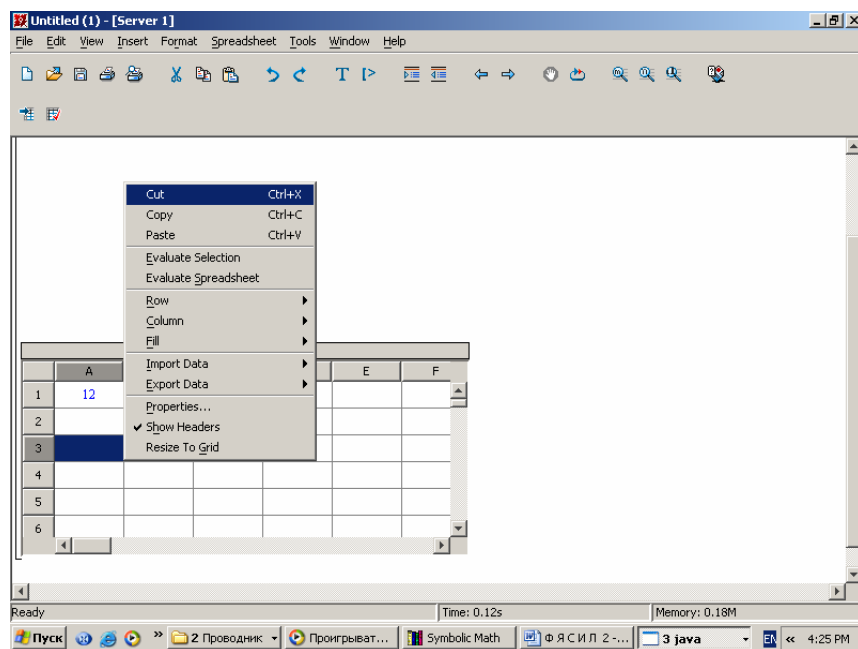 Untitled (1) - [Server 1]
File Edit View Insert Format Spreadsheet Tools Window Help
Cut Ctrl+X
Copy Ctrl+C
Paste Ctrl+V
Evaluate Selection
Evaluate Spreadsheet
Row
Column
Fill
Import Data
Export Data
Properties...
Show Headers
Resize To Grid
A E F
1 12
2
3
4
5
6
Ready Time: 0.12s Memory: 0.18M
Пуск » 2 Проводник Проигрыват... Symbolic Math Ф Я С И Л 2 -... 3 java EN « 4:25 PM